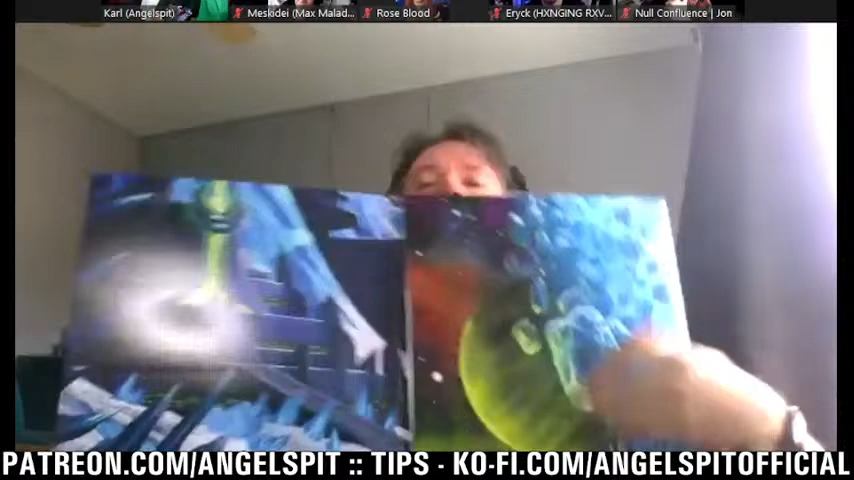 Karl (Angelspit)
Meskidei (Max Malad...
Rose Blood
Eryck (HXNGING RXV...
Null Confluence | Jon
PATREON.COM/ANGELSPIT :: TIPS - KO-FI.COM/ANGELSPITOFFICIAL